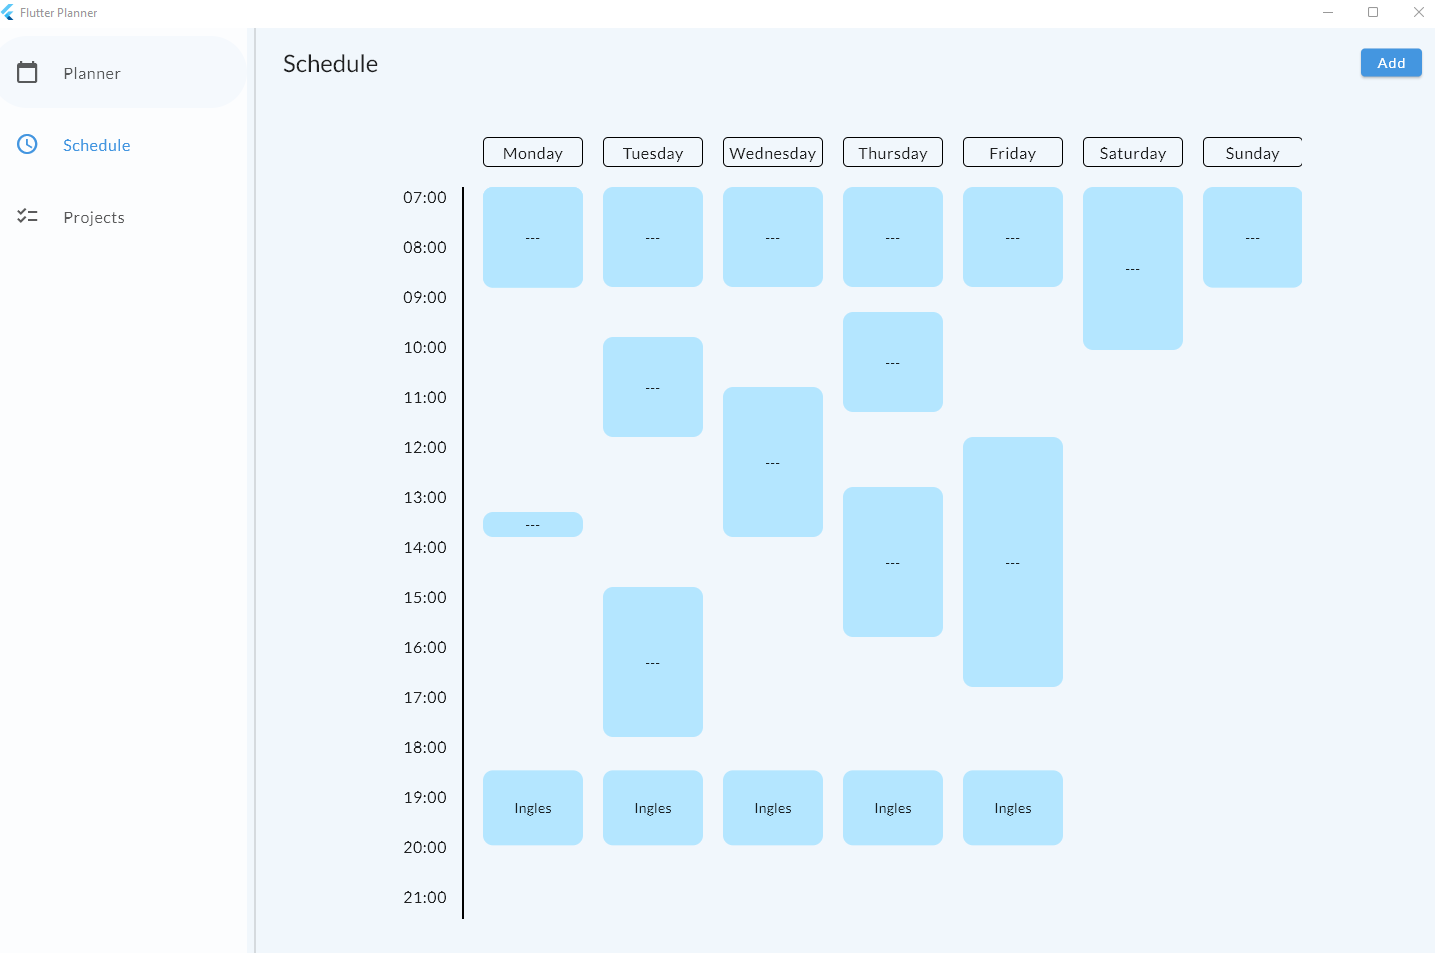 Flutter Planner
Planner
Schedule
Projects
Schedule
Add
Monday Tuesday Wednesday Thursday Friday Saturday Sunday
07:00
--- --- --- --- --- ---
08:00
---
09:00
10:00
---
---
11:00
12:00
---
13:00
---
14:00
--- ---
15:00
16:00
---
17:00
18:00
19:00
Ingles Ingles Ingles Ingles Ingles
20:00
21:00